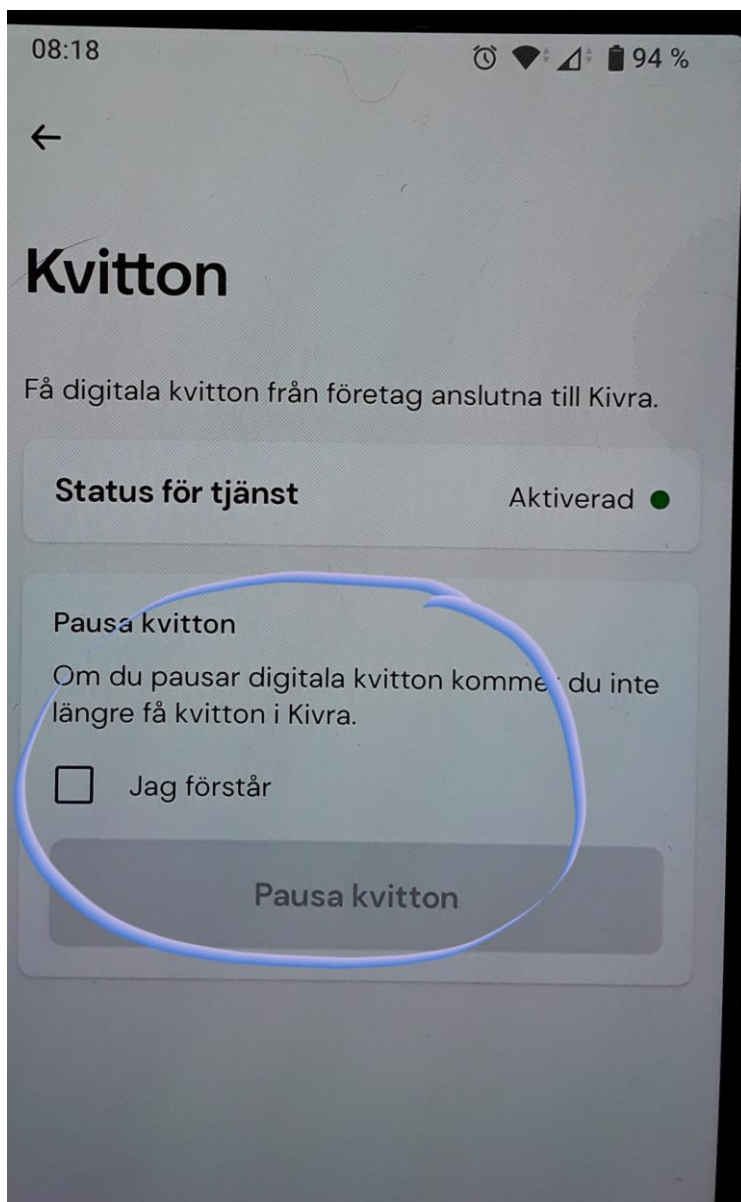 08:18
94 %
Kvitton
Få digitala kvitton från företag anslutna till Kivra.
Status för tjänst
Aktiverad
Pausa kvitton
Om du pausar digitala kvitton kommer du inte
längre få kvitton i Kivra.
Jag förstår
Pausa kvitton